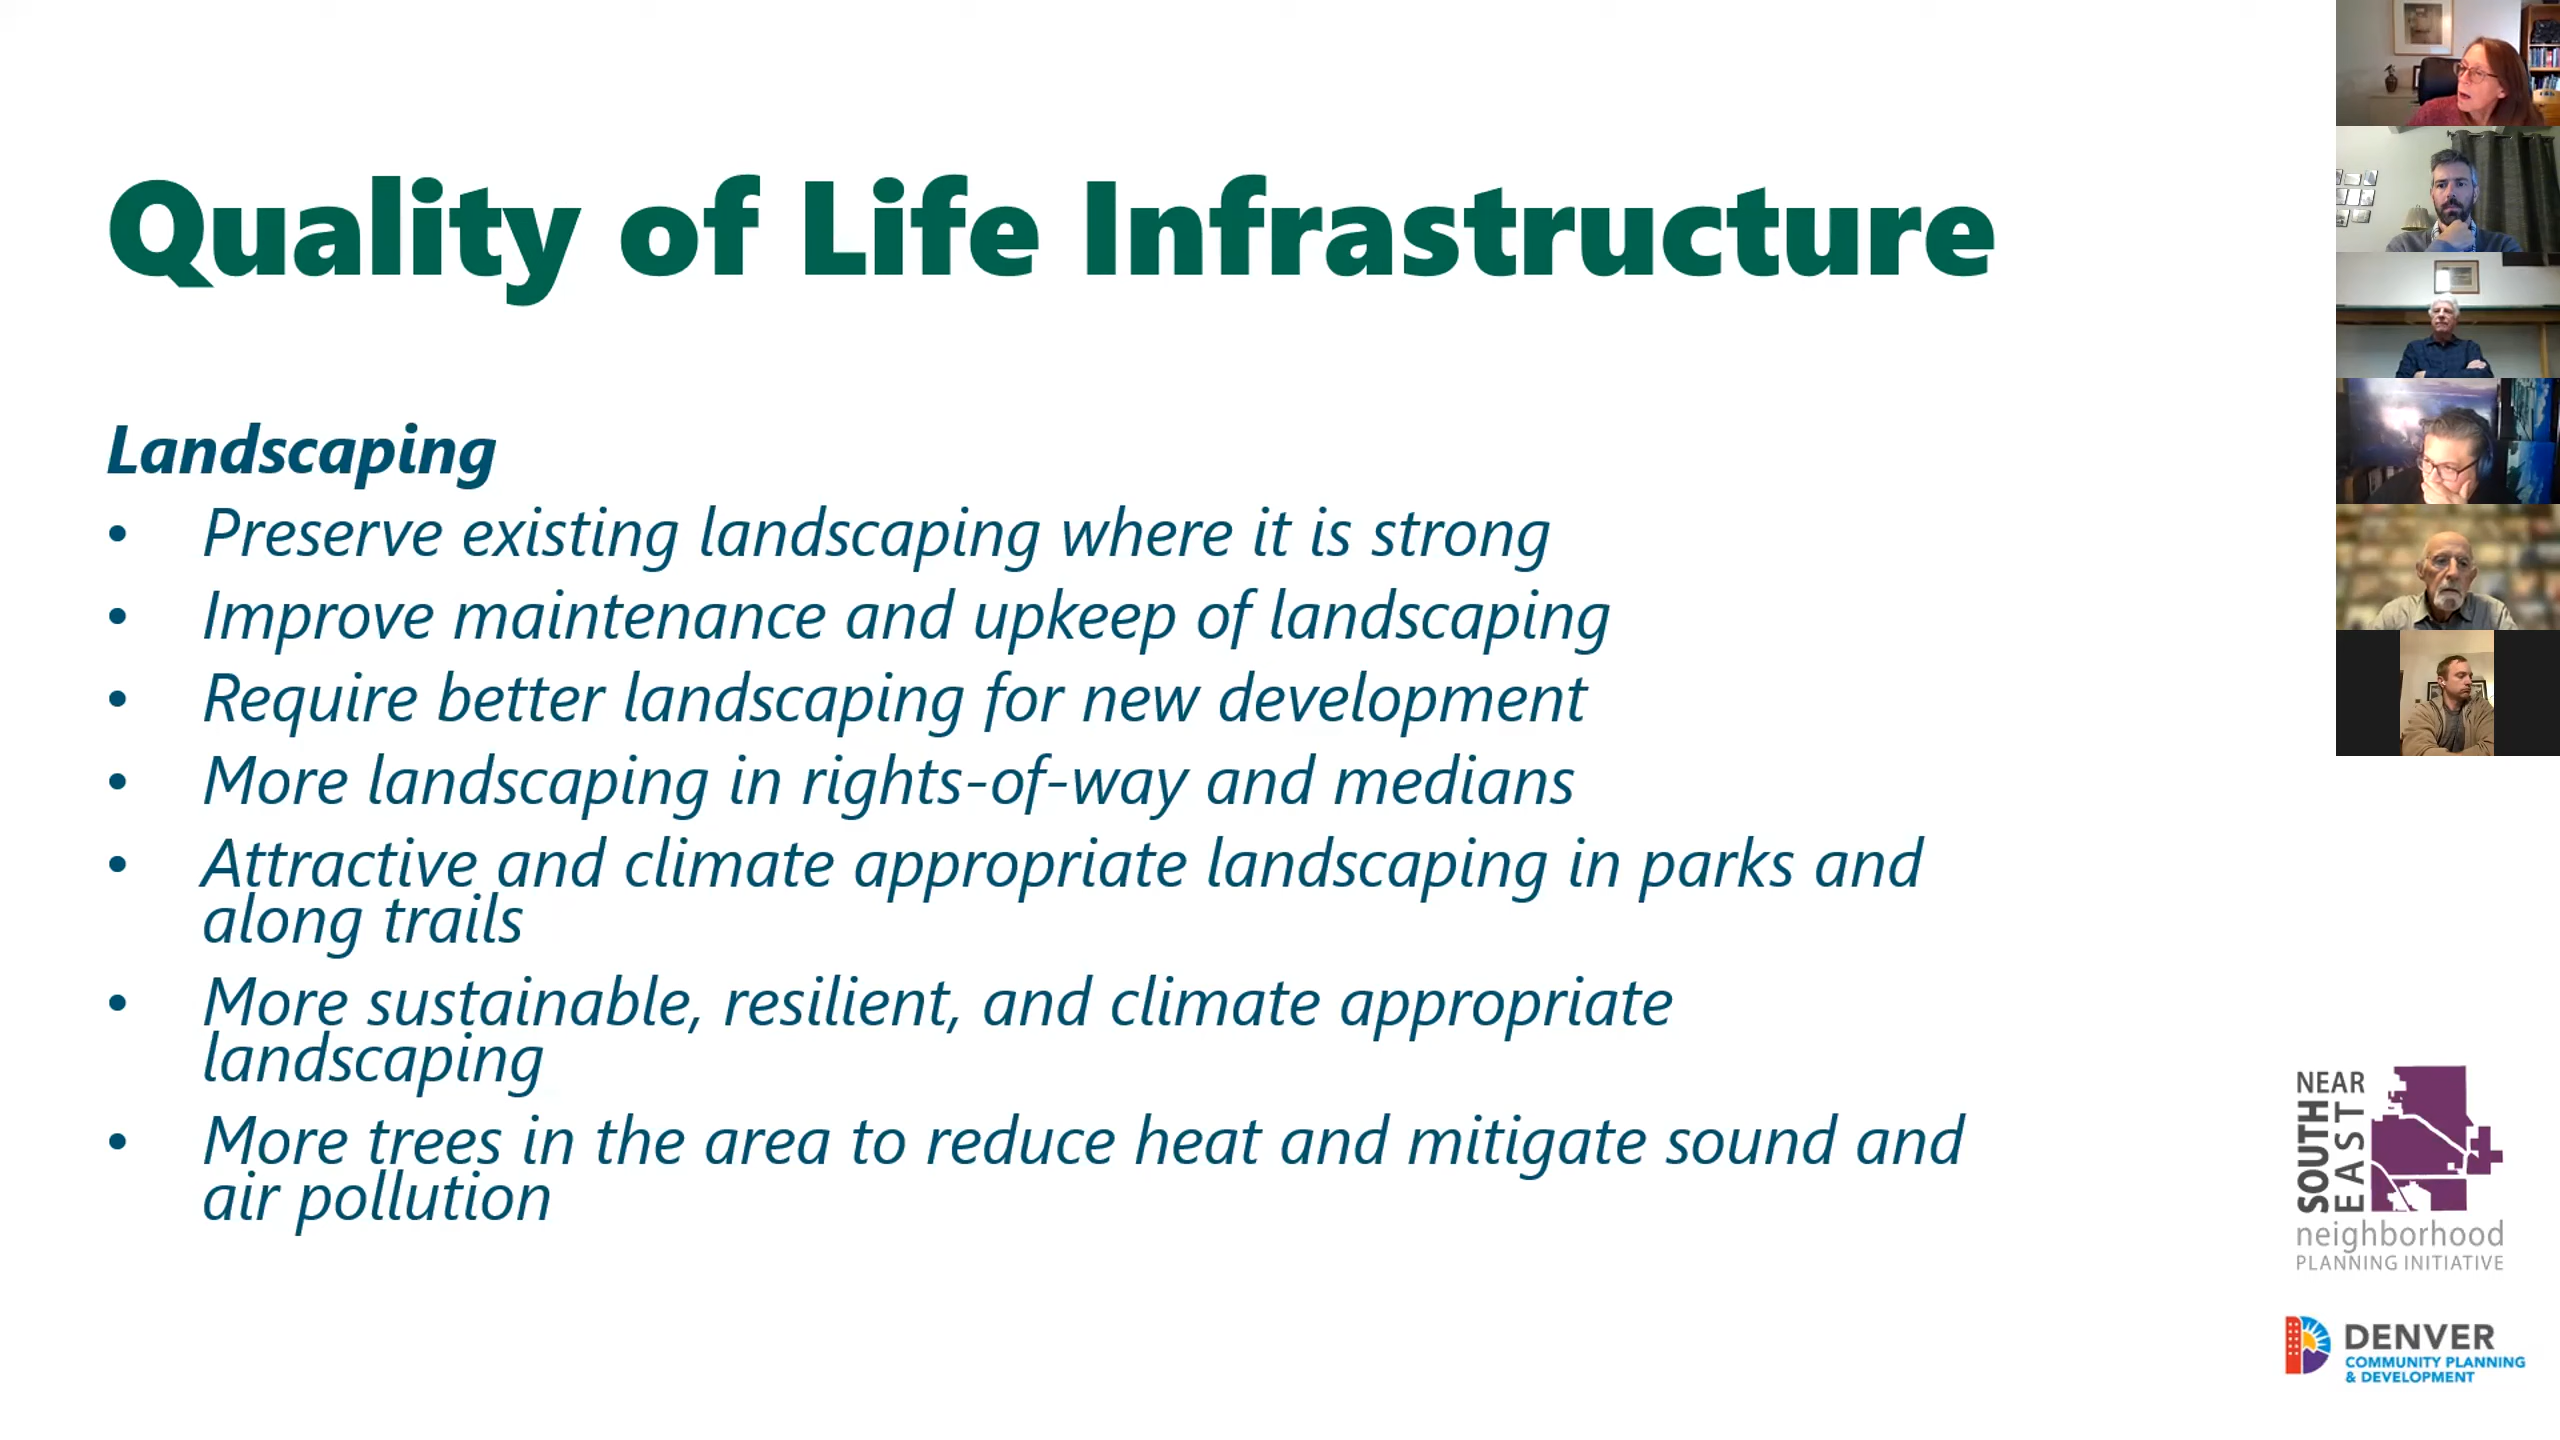 Quality of Life Infrastructure
Landscaping
• Preserve existing landscaping where it is strong
• Improve maintenance and upkeep of landscaping
• Require better landscaping for new development
• More landscaping in rights-of-way and medians
• Attractive and climate appropriate landscaping in parks and
along trails
• More sustainable, resilient, and climate appropriate
landscaping
• More trees in the area to reduce heat and mitigate sound and
air pollution
NEAR
SOUTH
EAST
neighborhood
PLANNING INITIATIVE
DENVER
COMMUNITY PLANNING
& DEVELOPMENT